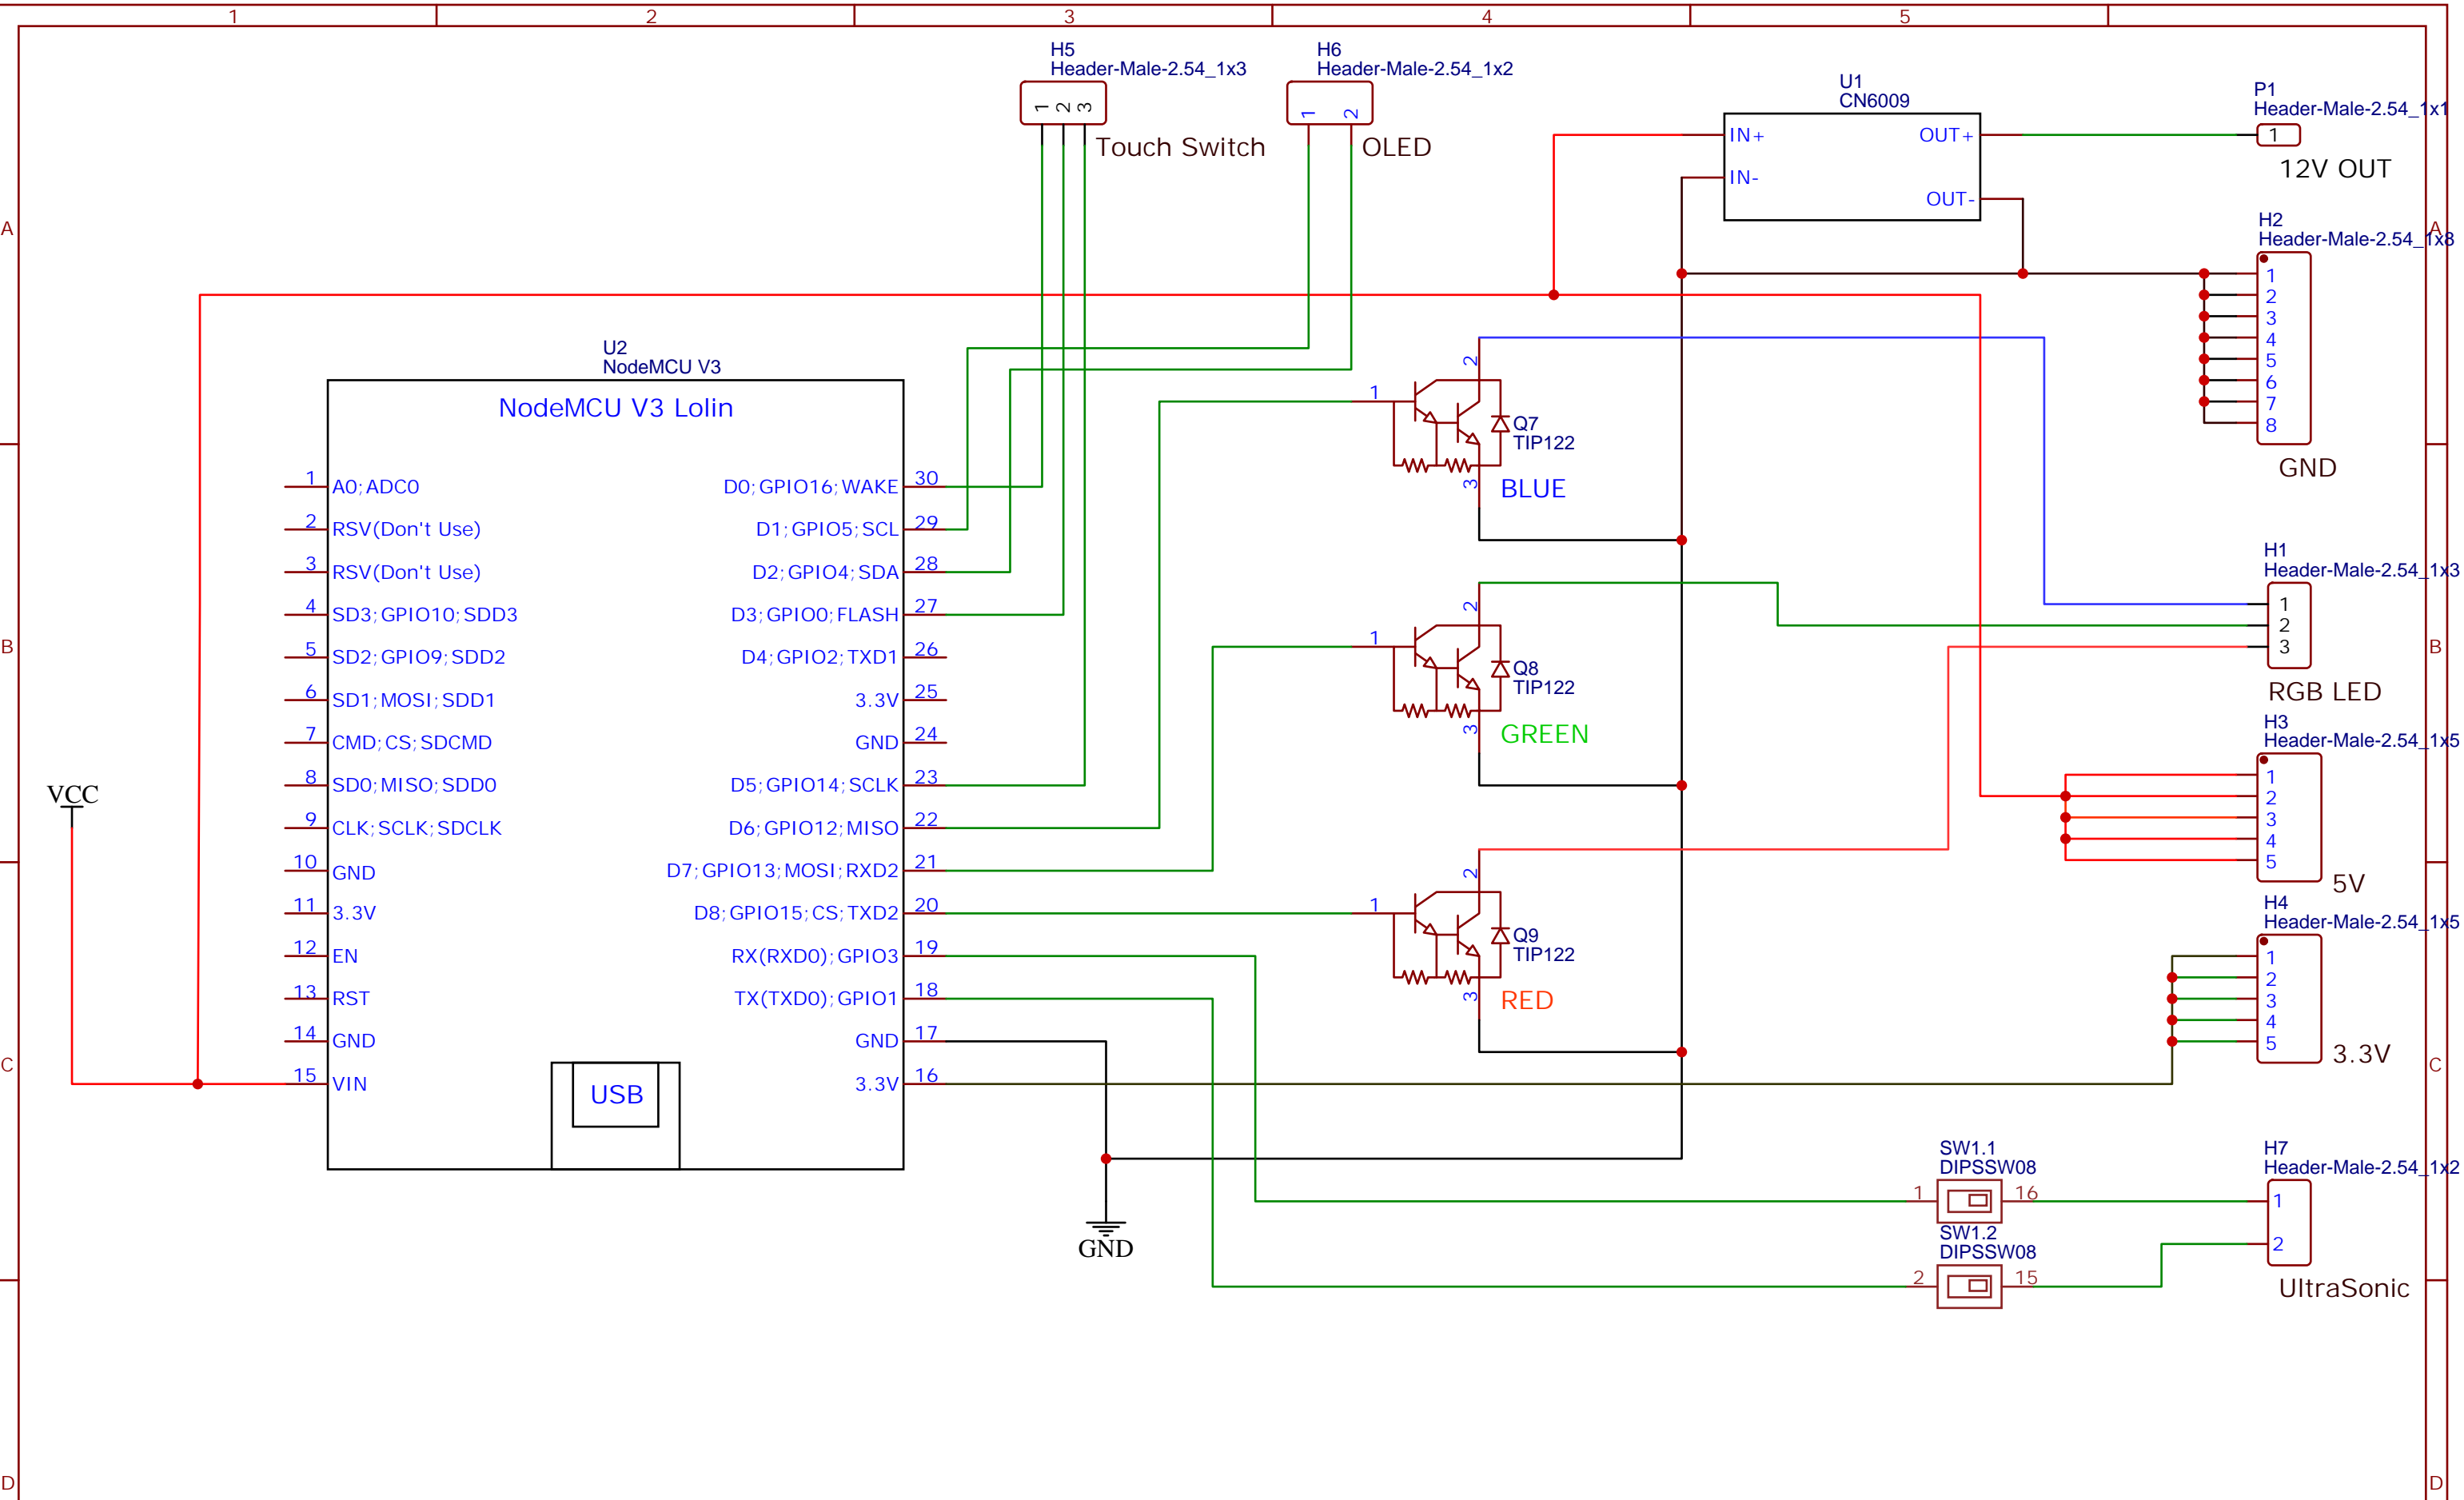 1
2
3
4
5
H5
Header-Male-2.54_1x3
1
2
3
Touch Switch
H6
Header-Male-2.54_1x2
1
2
OLED
U1
CN6009
IN+
IN-
OUT+
OUT-
P1
Header-Male-2.54_1x1
1
12V OUT
A
A
H2
Header-Male-2.54_1x8
1
2
3
4
5
6
7
8
GND
U2
NodeMCU V3
NodeMCU V3 Lolin
1 A0;ADC0
2 RSV(Don't Use)
3 RSV(Don't Use)
4 SD3;GPIO10;SDD3
5 SD2;GPIO9;SDD2
6 SD1;MOSI;SDD1
7 CMD;CS;SDCMD
8 SD0;MISO;SDD0
9 CLK;SCLK;SDCLK
10 GND
11 3.3V
12 EN
13 RST
14 GND
15 VIN
D0;GPIO16;WAKE 30
D1;GPIO5;SCL 29
D2;GPIO4;SDA 28
D3;GPIO0;FLASH 27
D4;GPIO2;TXD1 26
3.3V 25
GND 24
D5;GPIO14;SCLK 23
D6;GPIO12;MISO 22
D7;GPIO13;MOSI;RXD2 21
D8;GPIO15;CS;TXD2 20
RX(RXD0);GPIO3 19
TX(TXD0);GPIO1 18
GND 17
3.3V 16
USB
VCC
GND
2
1
Q7
TIP122
3
BLUE
2
1
Q8
TIP122
3
GREEN
2
1
Q9
TIP122
3
RED
H1
Header-Male-2.54_1x3
1
2
3
RGB LED
B
B
H3
Header-Male-2.54_1x5
1
2
3
4
5
5V
H4
Header-Male-2.54_1x5
1
2
3
4
5
3.3V
C
C
SW1.1
DIPSSW08
1
16
SW1.2
DIPSSW08
2
15
H7
Header-Male-2.54_1x2
1
2
UltraSonic
D
D